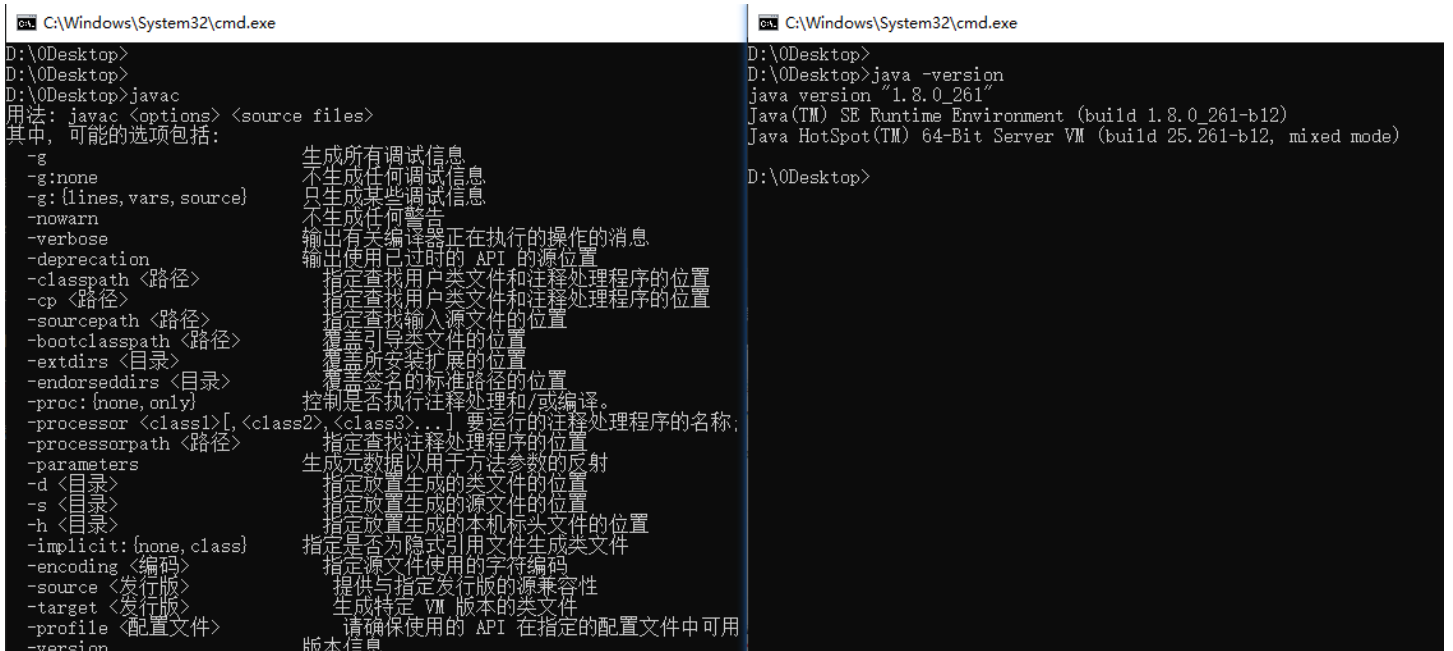 C:\Windows\System32\cmd.exe
D:\0Desktop>
D:\0Desktop>
D:\0Desktop>javac
用法: javac <options> <source files>
其中, 可能的选项包括:
-g 生成所有调试信息
-g:none 不生成任何调试信息
-g:{lines,vars,source} 只生成某些调试信息
-nowarn 不生成任何警告
-verbose 输出有关编译器正在执行的操作的消息
-deprecation 输出使用已过时的 API 的源位置
-classpath <路径> 指定查找用户类文件和注释处理程序的位置
-cp <路径> 指定查找用户类文件和注释处理程序的位置
-sourcepath <路径> 指定查找输入源文件的位置
-bootclasspath <路径> 覆盖引导类文件的位置
-extdirs <目录> 覆盖所安装扩展的位置
-endorseddirs <目录> 覆盖签名的标准路径的位置
-proc:{none,only} 控制是否执行注释处理和/或编译。
-processor <class1>[,<class2>,<class3>...] 要运行的注释处理程序的名称;
-processorpath <路径> 指定查找注释处理程序的位置
-parameters 生成元数据以用于方法参数的反射
-d <目录> 指定放置生成的类文件的位置
-s <目录> 指定放置生成的源文件的位置
-h <目录> 指定放置生成的本机标头文件的位置
-implicit:{none,class} 指定是否为隐式引用文件生成类文件
-encoding <编码> 指定源文件使用的字符编码
-source <发行版> 提供与指定发行版的源兼容性
-target <发行版> 生成特定 VM 版本的类文件
-profile <配置文件> 请确保使用的 API 在指定的配置文件中可用
-version 版本信息
C:\Windows\System32\cmd.exe
D:\0Desktop>
D:\0Desktop>java -version
java version "1.8.0_261"
Java(TM) SE Runtime Environment (build 1.8.0_261-b12)
Java HotSpot(TM) 64-Bit Server VM (build 25.261-b12, mixed mode)
D:\0Desktop>